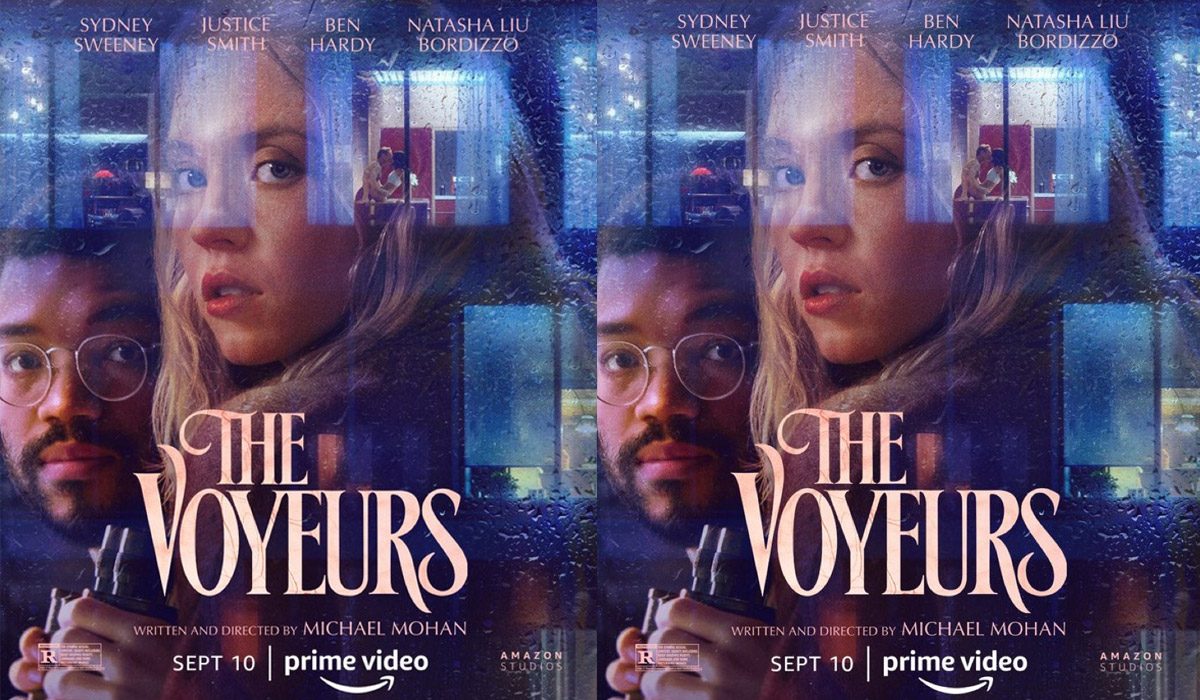 SYDNEY SWEENEY
JUSTICE SMITH
BEN HARDY
NATASHA LIU BORDIZZO
THE
VOYEURS
WRITTEN AND DIRECTED BY MICHAEL MOHAN
R
SEPT 10 | prime video
AMAZON STUDIOS
SYDNEY SWEENEY
JUSTICE SMITH
BEN HARDY
NATASHA LIU BORDIZZO
THE
VOYEURS
WRITTEN AND DIRECTED BY MICHAEL MOHAN
R
SEPT 10 | prime video
AMAZON STUDIOS